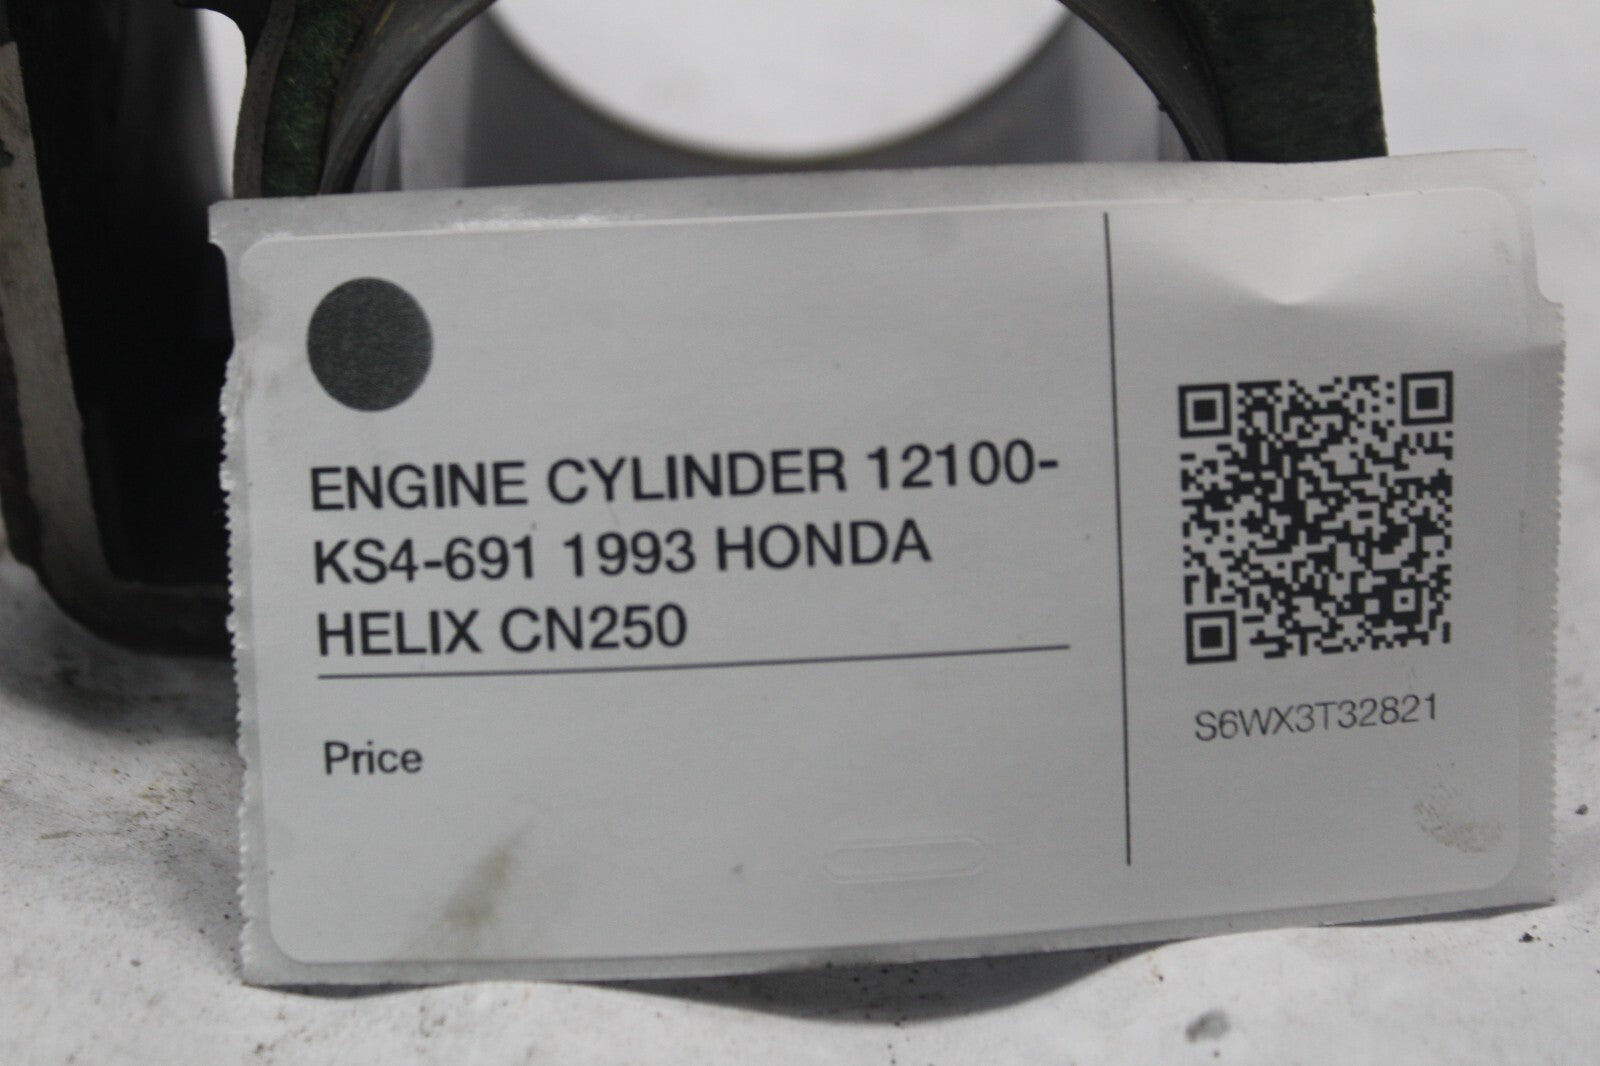 ENGINE CYLINDER 12100-
KS4-691 1993 HONDA
HELIX CN250
Price
S6WX3T32821